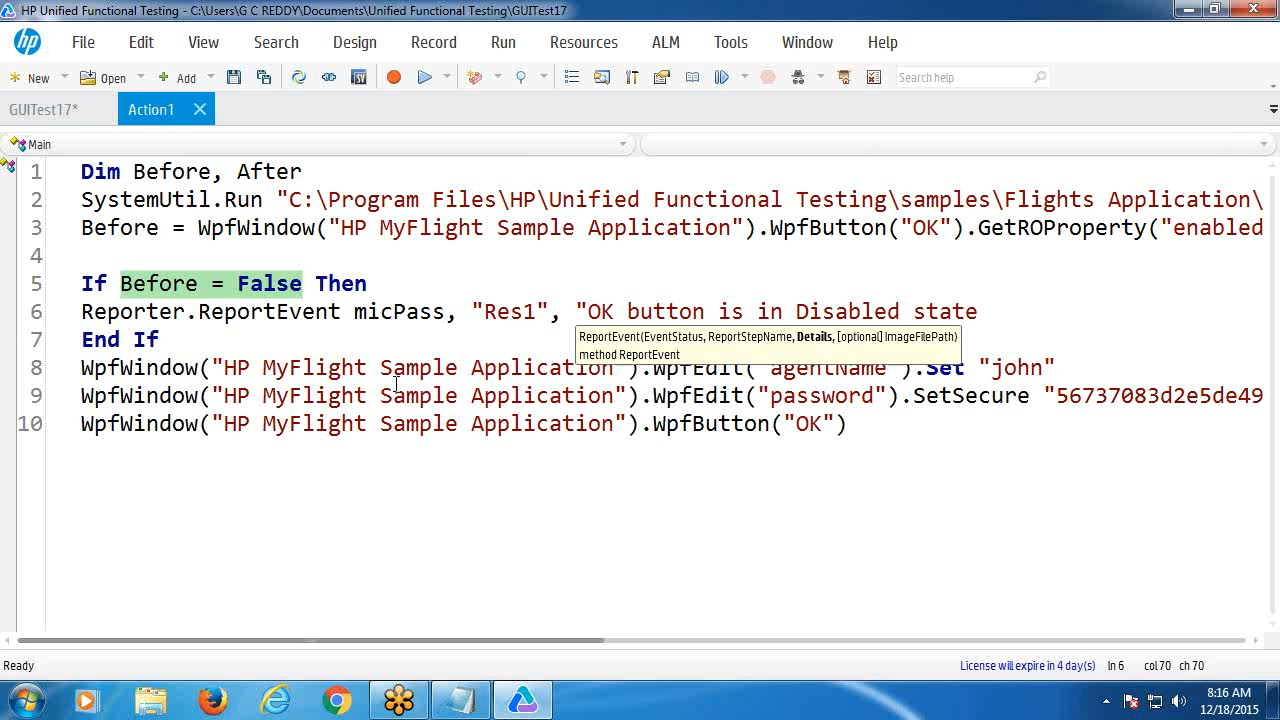 HP Unified Functional Testing - C:\Users\G C REDDY\Documents\Unified Functional Testing\GUITest17
hp File Edit View Search Design Record Run Resources ALM Tools Window Help
New Open Add Search help
GUITest17* Action1
Main
1 Dim Before, After
2 SystemUtil.Run "C:\Program Files\HP\Unified Functional Testing\samples\Flights Application\
3 Before = WpfWindow("HP MyFlight Sample Application").WpfButton("OK").GetROProperty("enabled
4
5 If Before = False Then
6 Reporter.ReportEvent micPass, "Res1", "OK button is in Disabled state
ReportEvent(EventStatus, ReportStepName, Details, [optional] ImageFilePath)
method ReportEvent
7 End If
8 WpfWindow("HP MyFlight Sample Application").WpfEdit("agentName").Set "john"
9 WpfWindow("HP MyFlight Sample Application").WpfEdit("password").SetSecure "56737083d2e5de49
10 WpfWindow("HP MyFlight Sample Application").WpfButton("OK")
Ready License will expire in 4 day(s) ln 6 col 70 ch 70
8:16 AM
12/18/2015